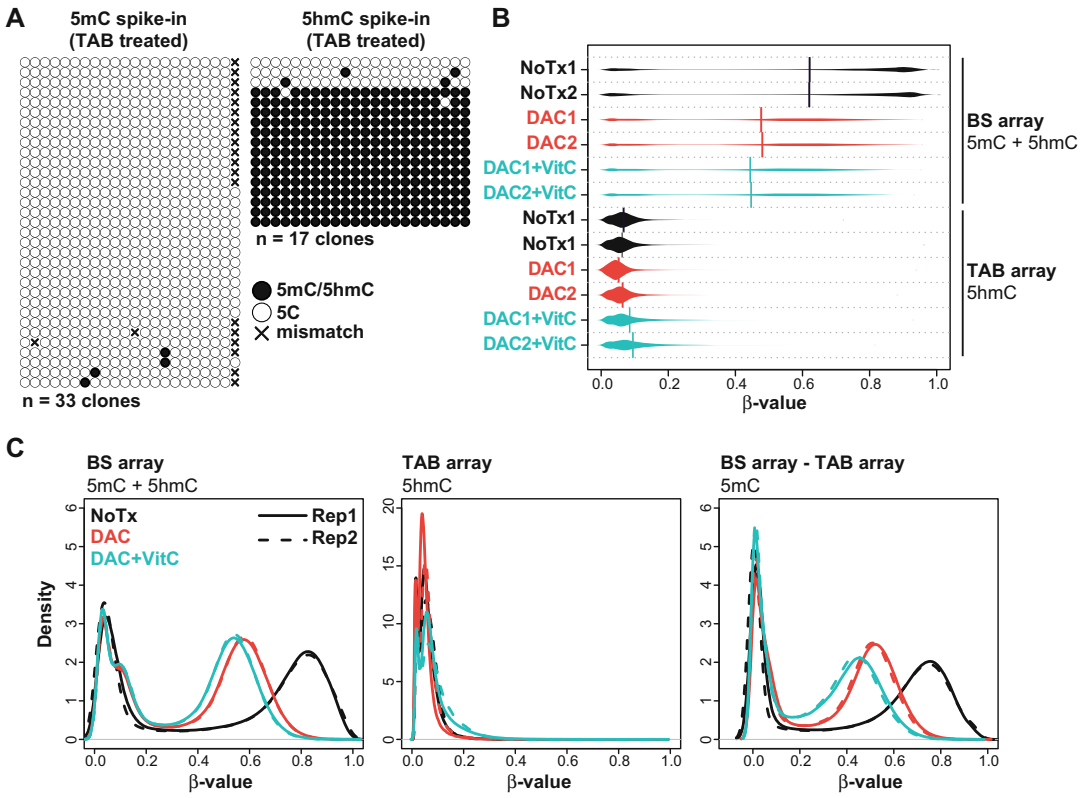 A
5mC spike-in
(TAB treated)
5hmC spike-in
(TAB treated)
n = 33 clones
n = 17 clones
5mC/5hmC
5C
mismatch
B
NoTx1
NoTx2
DAC1
DAC2
DAC1+VitC
DAC2+VitC
NoTx1
NoTx1
DAC1
DAC2
DAC1+VitC
DAC2+VitC
BS array
5mC + 5hmC
TAB array
5hmC
0.0 0.2 0.4 0.6 0.8 1.0
β-value
C
BS array
5mC + 5hmC
NoTx
DAC
DAC+VitC
Rep1
Rep2
Density
0 1 2 3 4 5 6
0.0 0.2 0.4 0.6 0.8 1.0
β-value
TAB array
5hmC
0 5 10 15 20
0.0 0.2 0.4 0.6 0.8 1.0
β-value
BS array - TAB array
5mC
0 1 2 3 4 5 6
0.0 0.2 0.4 0.6 0.8 1.0
β-value